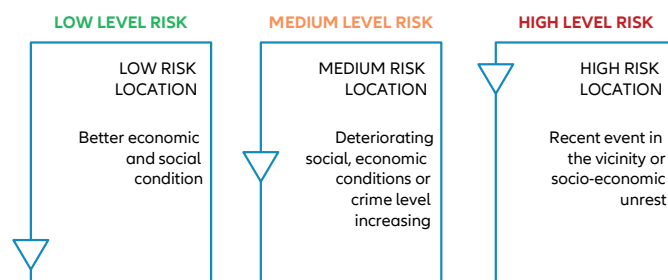 LOW LEVEL RISK
LOW RISK
LOCATION
Better economic
and social
condition
MEDIUM LEVEL RISK
MEDIUM RISK
LOCATION
Deteriorating
social, economic
conditions or
crime level
increasing
HIGH LEVEL RISK
HIGH RISK
LOCATION
Recent event in
the vicinity or
socio-economic
unrest